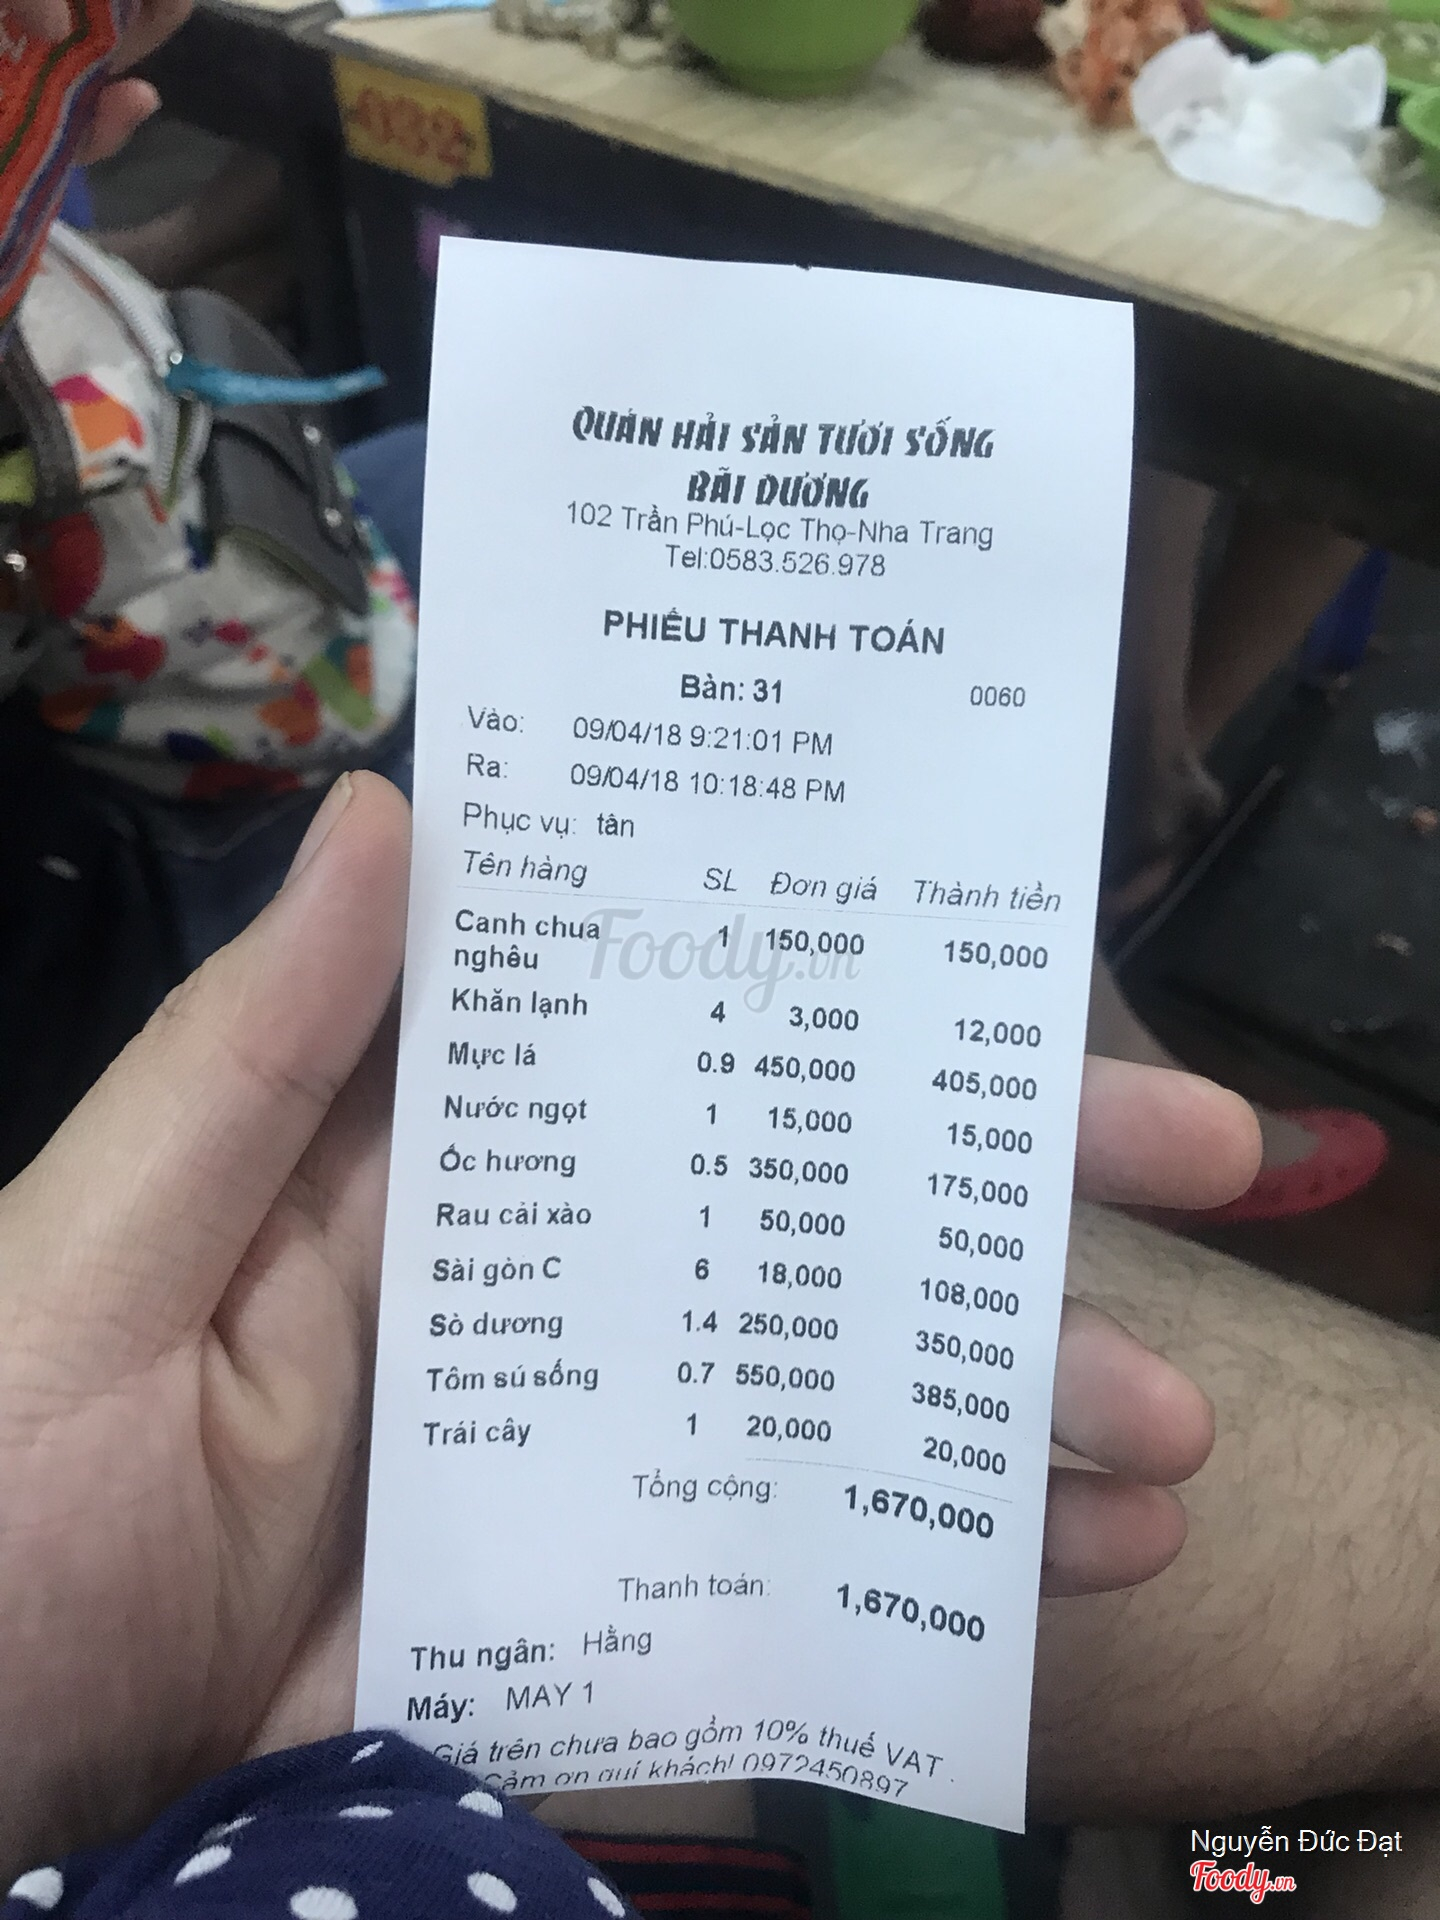 QUÁN HẢI SẢN TƯƠI SỐNG
BÃI DƯƠNG
102 Trần Phú-Lọc Thọ-Nha Trang
Tel:0583.526.978
PHIẾU THANH TOÁN
Bàn: 31 0060
Vào: 09/04/18 9:21:01 PM
Ra: 09/04/18 10:18:48 PM
Phục vụ: tân
Tên hàng SL Đơn giá Thành tiền
Canh chua 1 150,000 150,000
nghêu
Khăn lạnh 4 3,000 12,000
Mực lá 0.9 450,000 405,000
Nước ngọt 1 15,000 15,000
Ốc hương 0.5 350,000 175,000
Rau cải xào 1 50,000 50,000
Sài gòn C 6 18,000 108,000
Sò dương 1.4 250,000 350,000
Tôm sú sống 0.7 550,000 385,000
Trái cây 1 20,000 20,000
Tổng cộng: 1,670,000
Thanh toán: 1,670,000
Thu ngân: Hằng
Máy: MAY 1
Giá trên chưa bao gồm 10% thuế VAT .
Cảm ơn quí khách! 0972450897
Foody.vn
Nguyễn Đức Đạt
Foody.vn